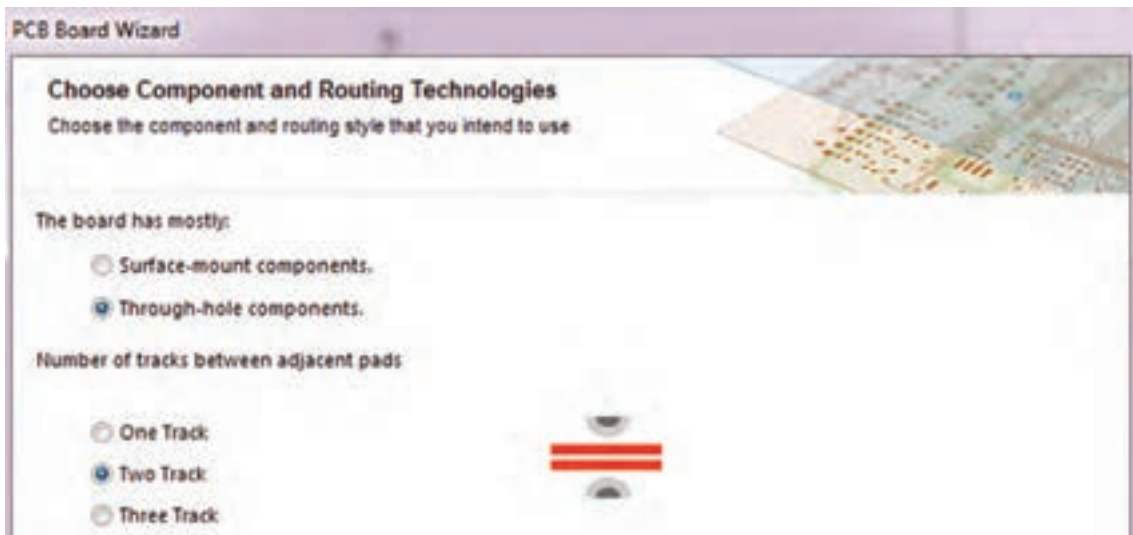 PCB Board Wizard
Choose Component and Routing Technologies
Choose the component and routing style that you intend to use
The board has mostly:
Surface-mount components.
Through-hole components.
Number of tracks between adjacent pads
One Track
Two Track
Three Track